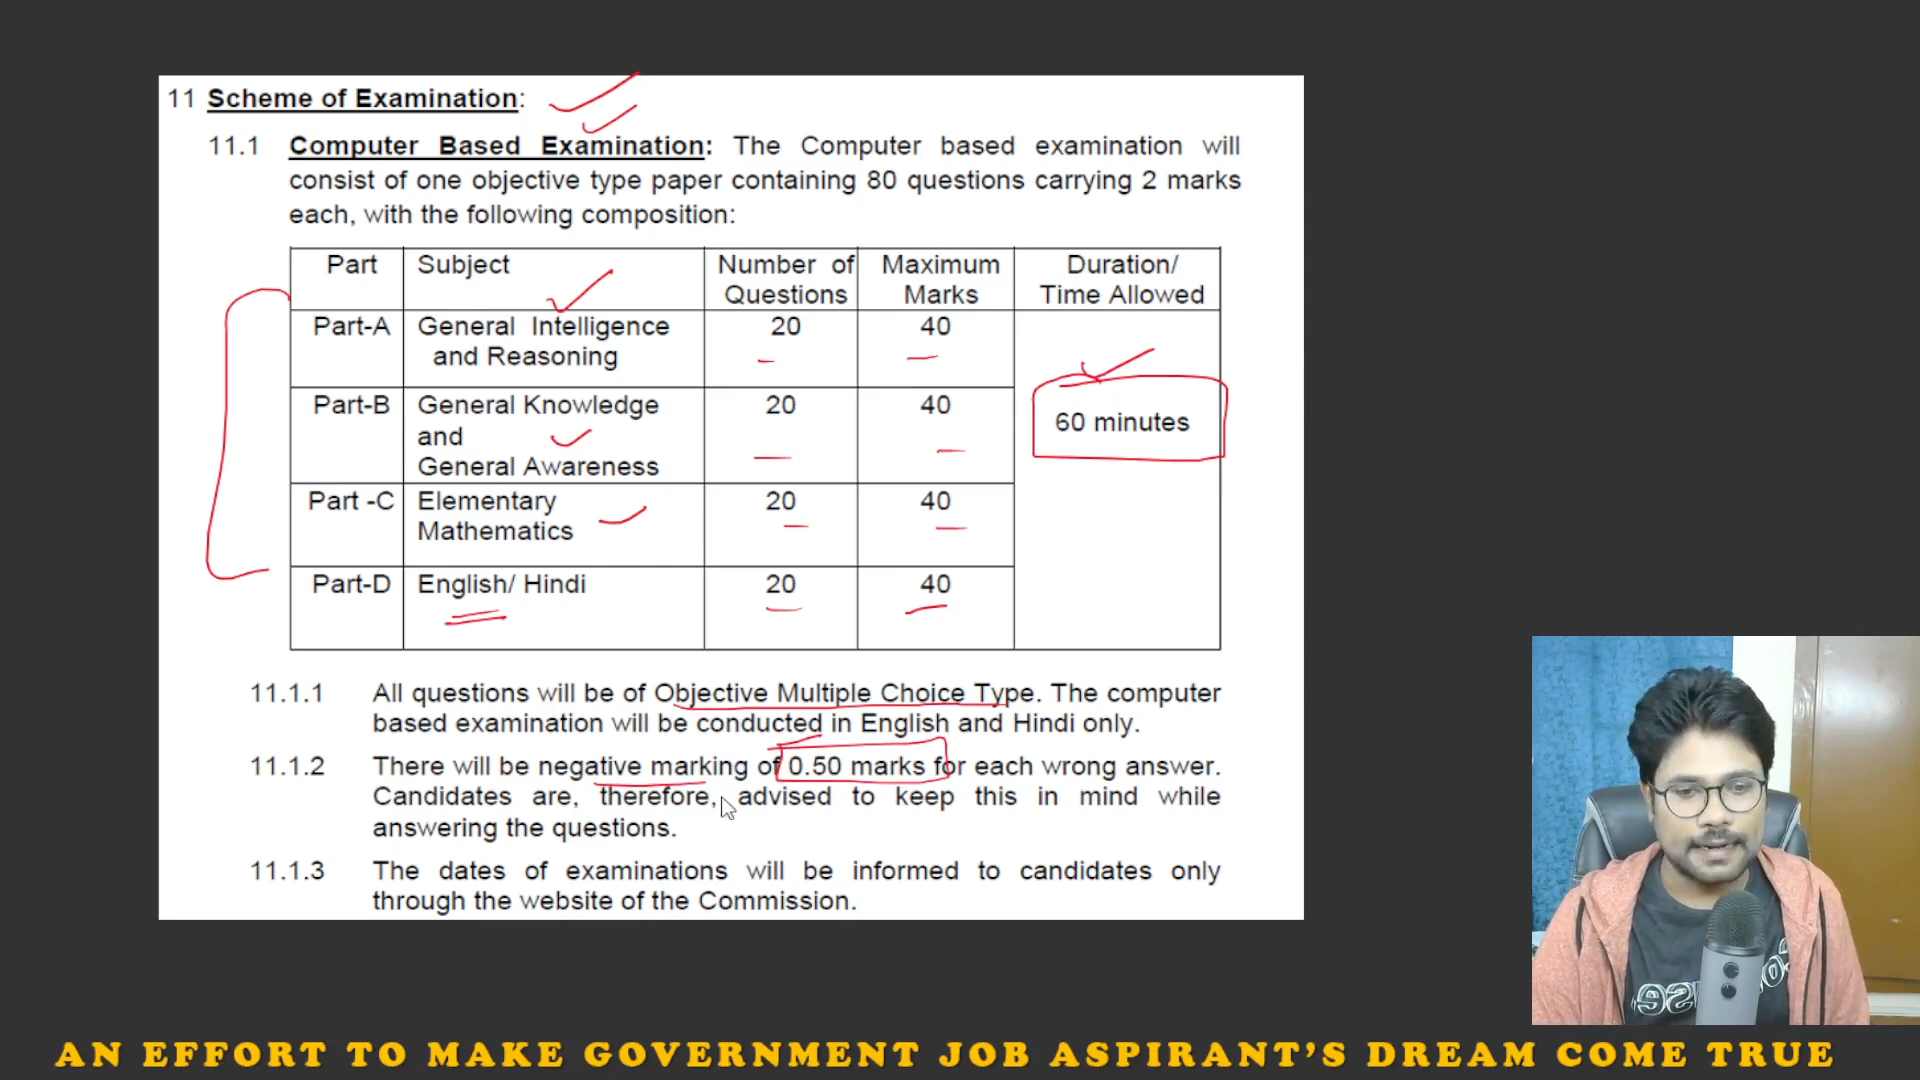 11 Scheme of Examination:
11.1 Computer Based Examination: The Computer based examination will
consist of one objective type paper containing 80 questions carrying 2 marks
each, with the following composition:
Part Subject Number of Questions Maximum Marks Duration/ Time Allowed
Part-A General Intelligence and Reasoning 20 40 60 minutes
Part-B General Knowledge and General Awareness 20 40
Part -C Elementary Mathematics 20 40
Part-D English/ Hindi 20 40
11.1.1 All questions will be of Objective Multiple Choice Type. The computer
based examination will be conducted in English and Hindi only.
11.1.2 There will be negative marking of 0.50 marks for each wrong answer.
Candidates are, therefore, advised to keep this in mind while
answering the questions.
11.1.3 The dates of examinations will be informed to candidates only
through the website of the Commission.
AN EFFORT TO MAKE GOVERNMENT JOB ASPIRANT'S DREAM COME TRUE